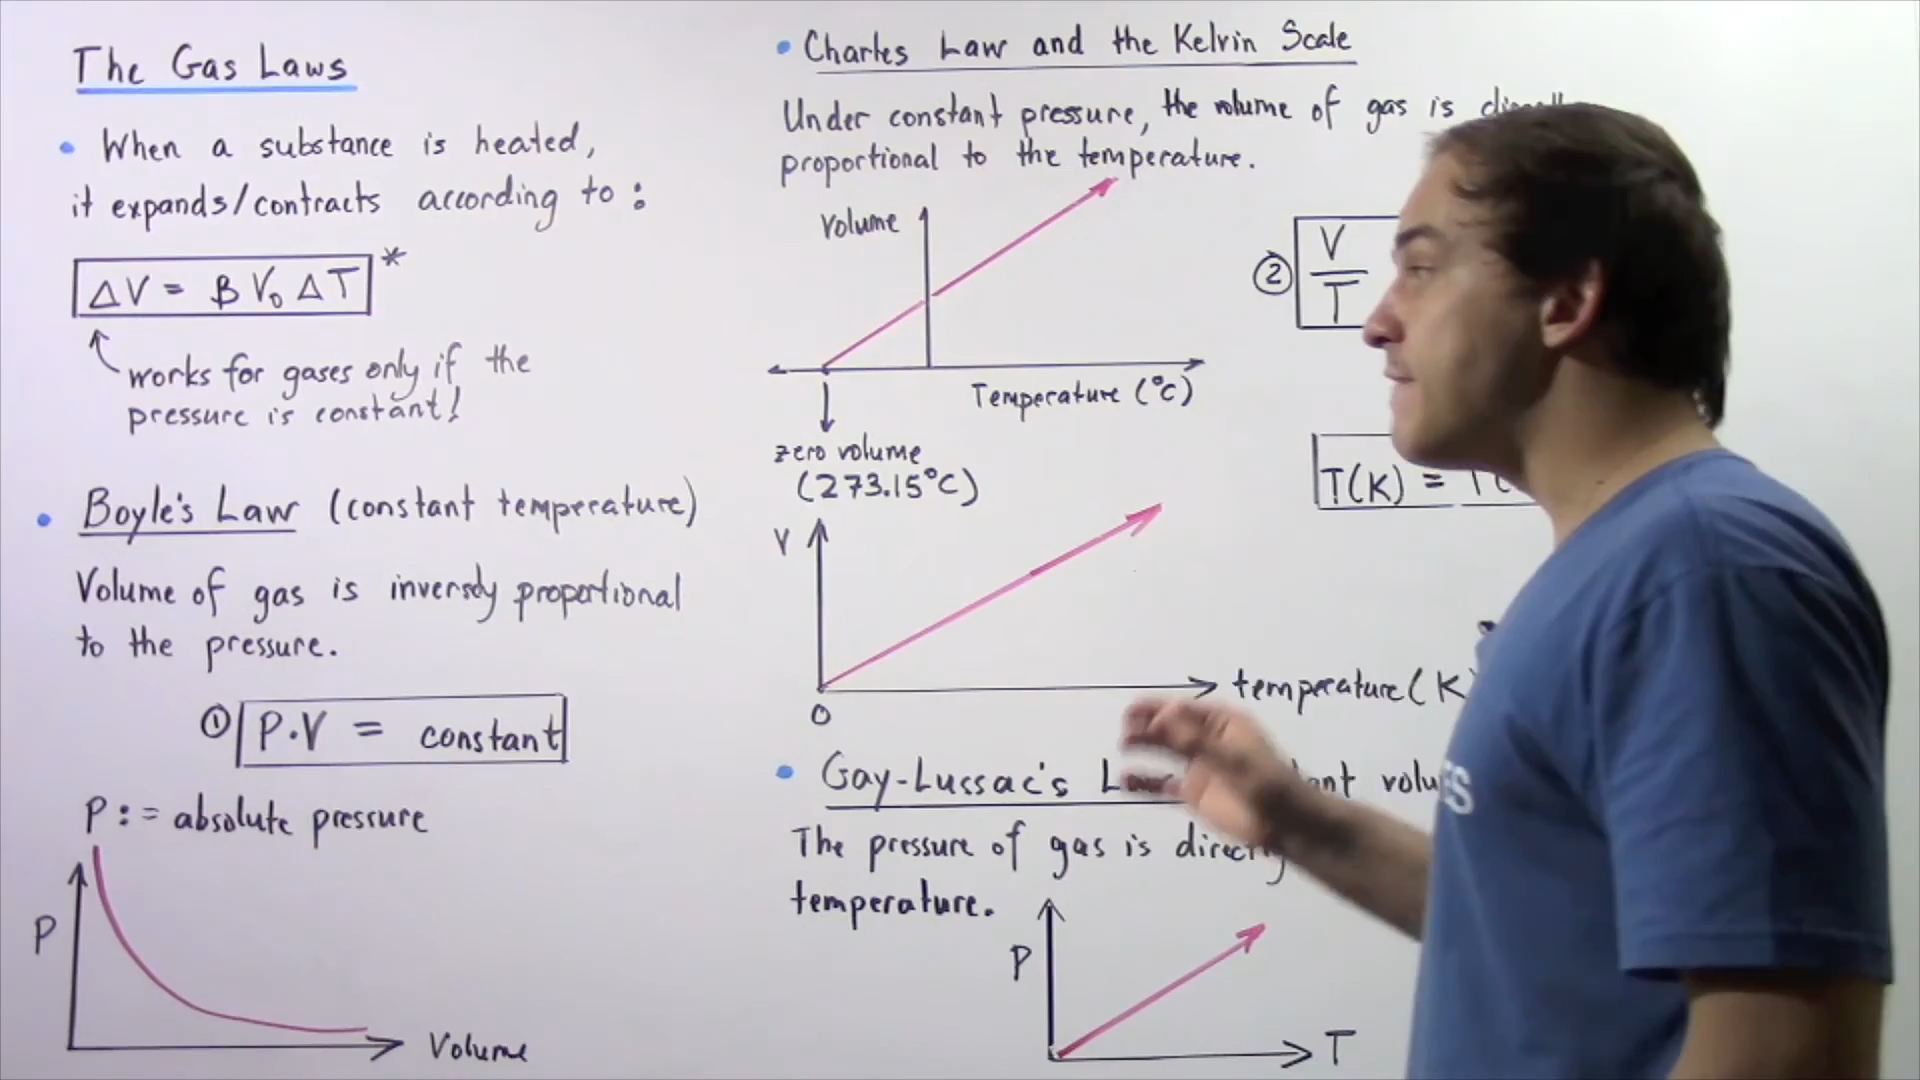 The Gas Laws
• When a substance is heated,
it expands/contracts according to:
ΔV = β V₀ ΔT *
works for gases only if the
pressure is constant!
• Boyle's Law (constant temperature)
Volume of gas is inversely proportional
to the pressure.
① P·V = constant
P := absolute pressure
P
Volume
• Charles Law and the Kelvin Scale
Under constant pressure, the volume of gas is
proportional to the temperature.
Volume
Temperature (°C)
zero volume
(273.15°C)
② V
T
T(K) =
V
0
temperature (K)
• Gay-Lussac's
The pressure of gas is
temperature.
P
T